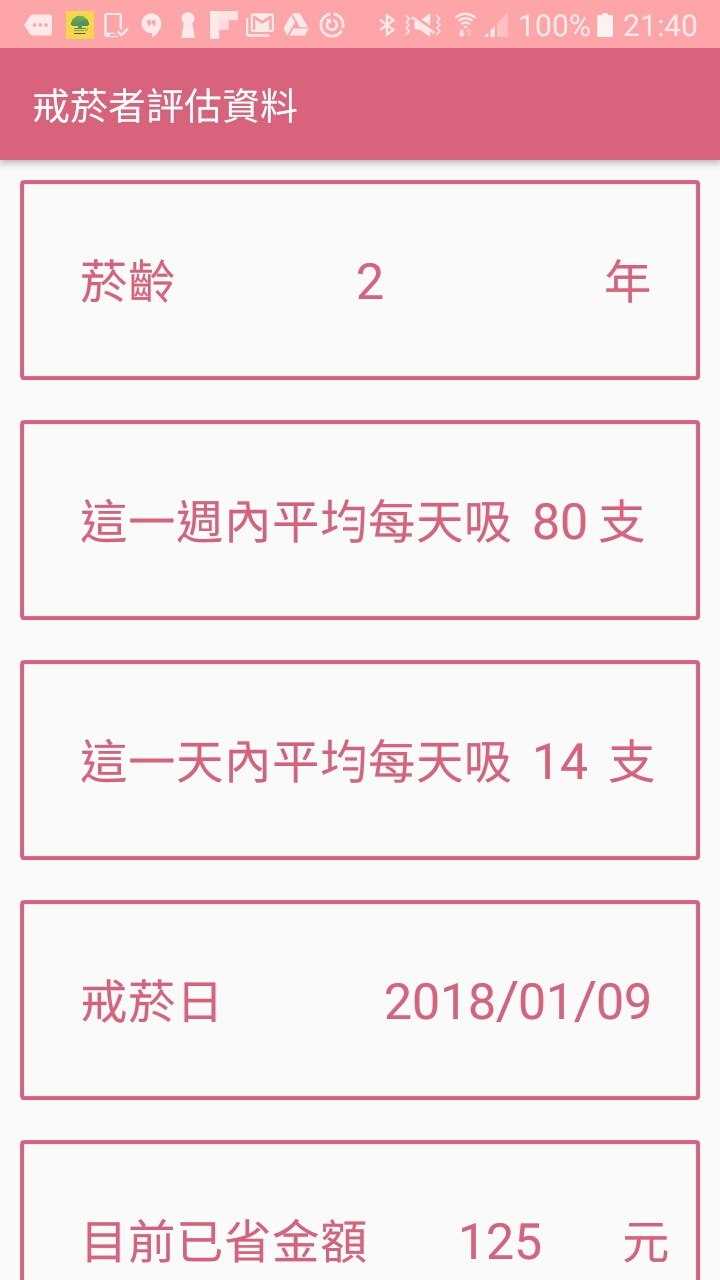 100% 21:40
戒菸者評估資料
菸齡 2 年
這一週內平均每天吸 80 支
這一天內平均每天吸 14 支
戒菸日 2018/01/09
目前已省金額 125 元